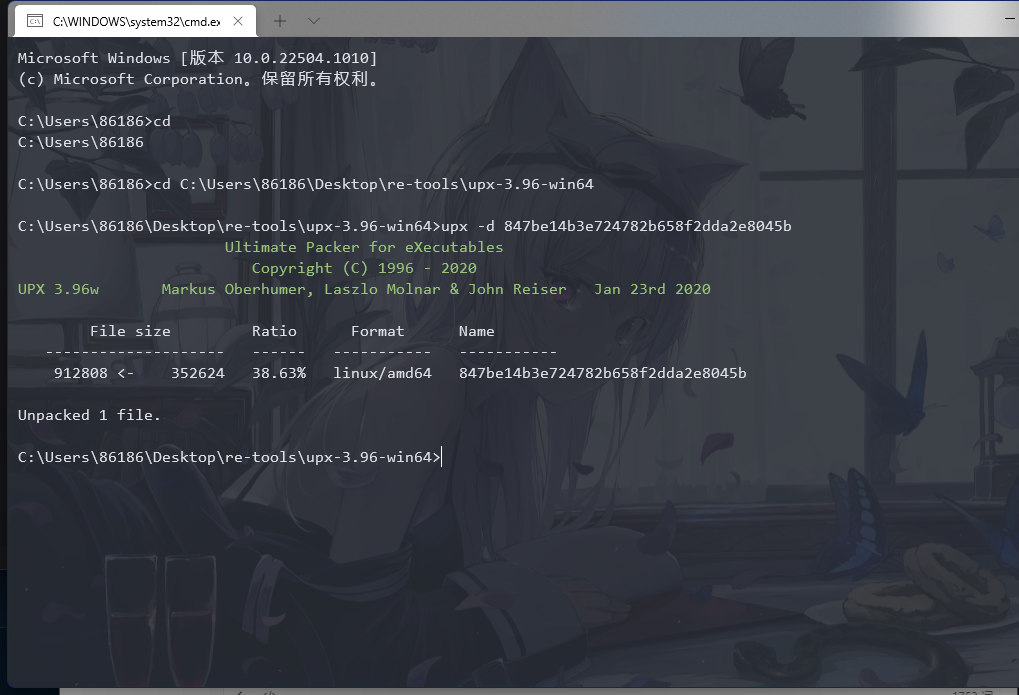 C:\WINDOWS\system32\cmd.ex
Microsoft Windows [版本 10.0.22504.1010]
(c) Microsoft Corporation。保留所有权利。
C:\Users\86186>cd
C:\Users\86186
C:\Users\86186>cd C:\Users\86186\Desktop\re-tools\upx-3.96-win64
C:\Users\86186\Desktop\re-tools\upx-3.96-win64>upx -d 847be14b3e724782b658f2dda2e8045b
Ultimate Packer for eXecutables
Copyright (C) 1996 - 2020
UPX 3.96w Markus Oberhumer, Laszlo Molnar & John Reiser Jan 23rd 2020
File size Ratio Format Name
-------------------- ------ ----------- -----------
912808 <- 352624 38.63% linux/amd64 847be14b3e724782b658f2dda2e8045b
Unpacked 1 file.
C:\Users\86186\Desktop\re-tools\upx-3.96-win64>